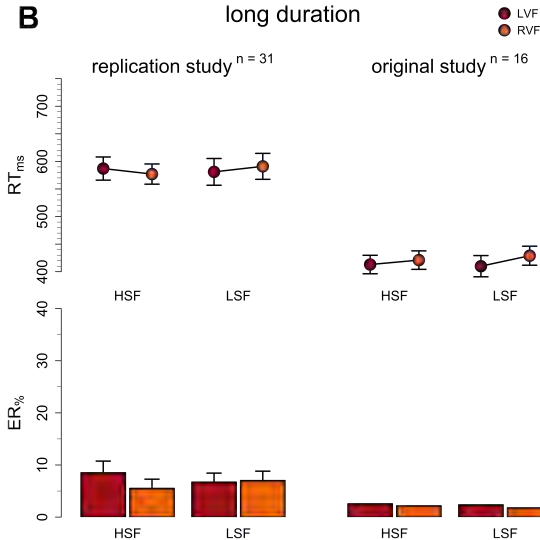 B
long duration
LVF
RVF
replication study n = 31
original study n = 16
RTms
700
600
500
400
HSF
LSF
HSF
LSF
ER%
40
30
20
10
0
HSF
LSF
HSF
LSF